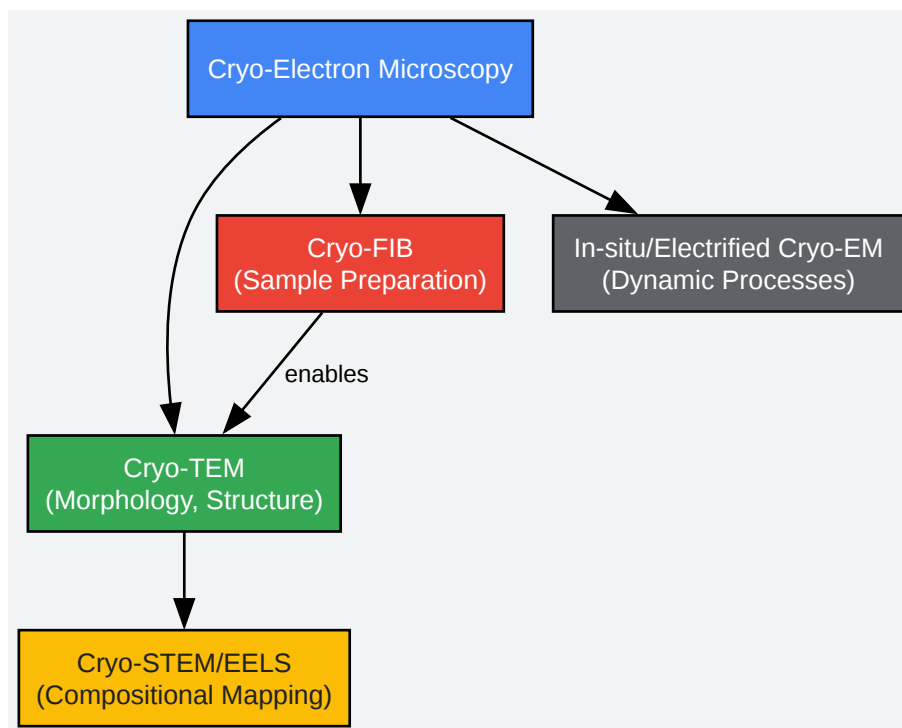 Cryo-Electron Microscopy
Cryo-FIB
(Sample Preparation)
In-situ/Electrified Cryo-EM
(Dynamic Processes)
enables
Cryo-TEM
(Morphology, Structure)
Cryo-STEM/EELS
(Compositional Mapping)